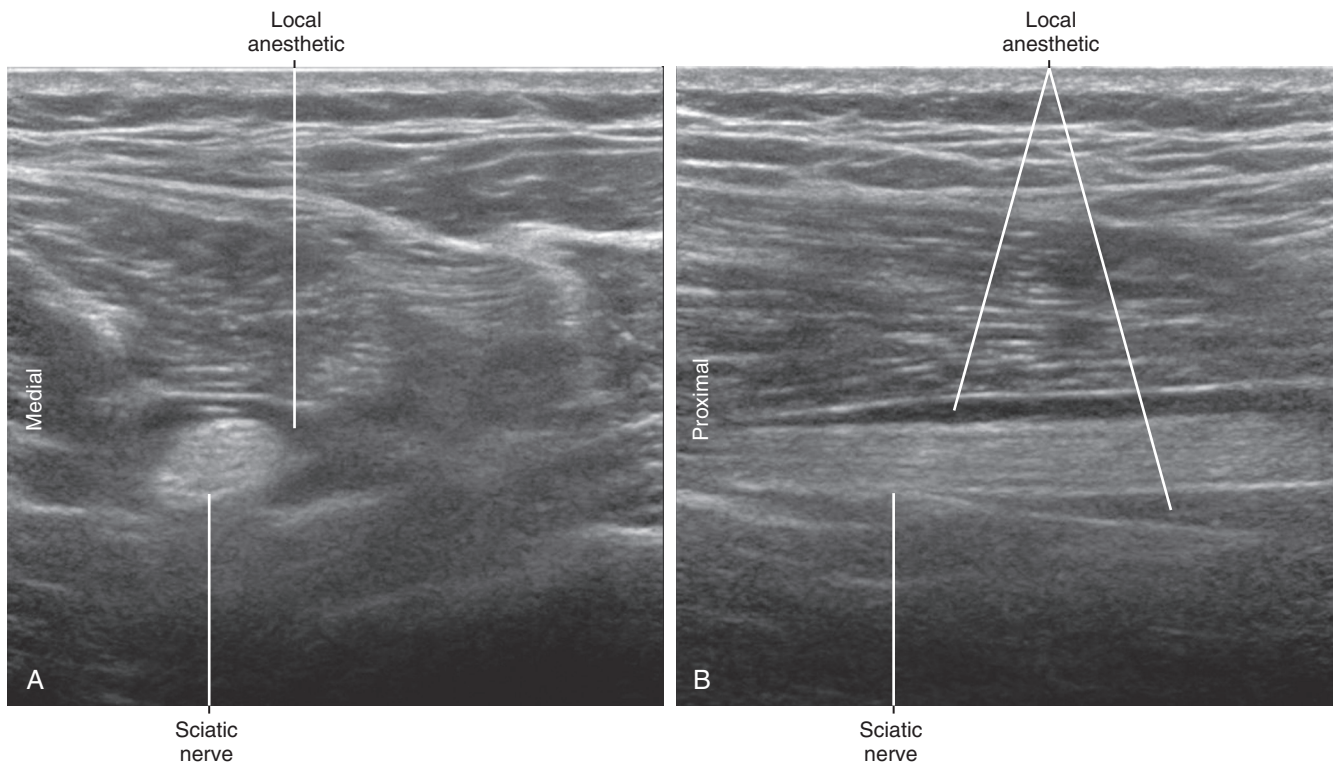 Local
anesthetic
Local
anesthetic
Medial
Proximal
A
B
Sciatic
nerve
Sciatic
nerve